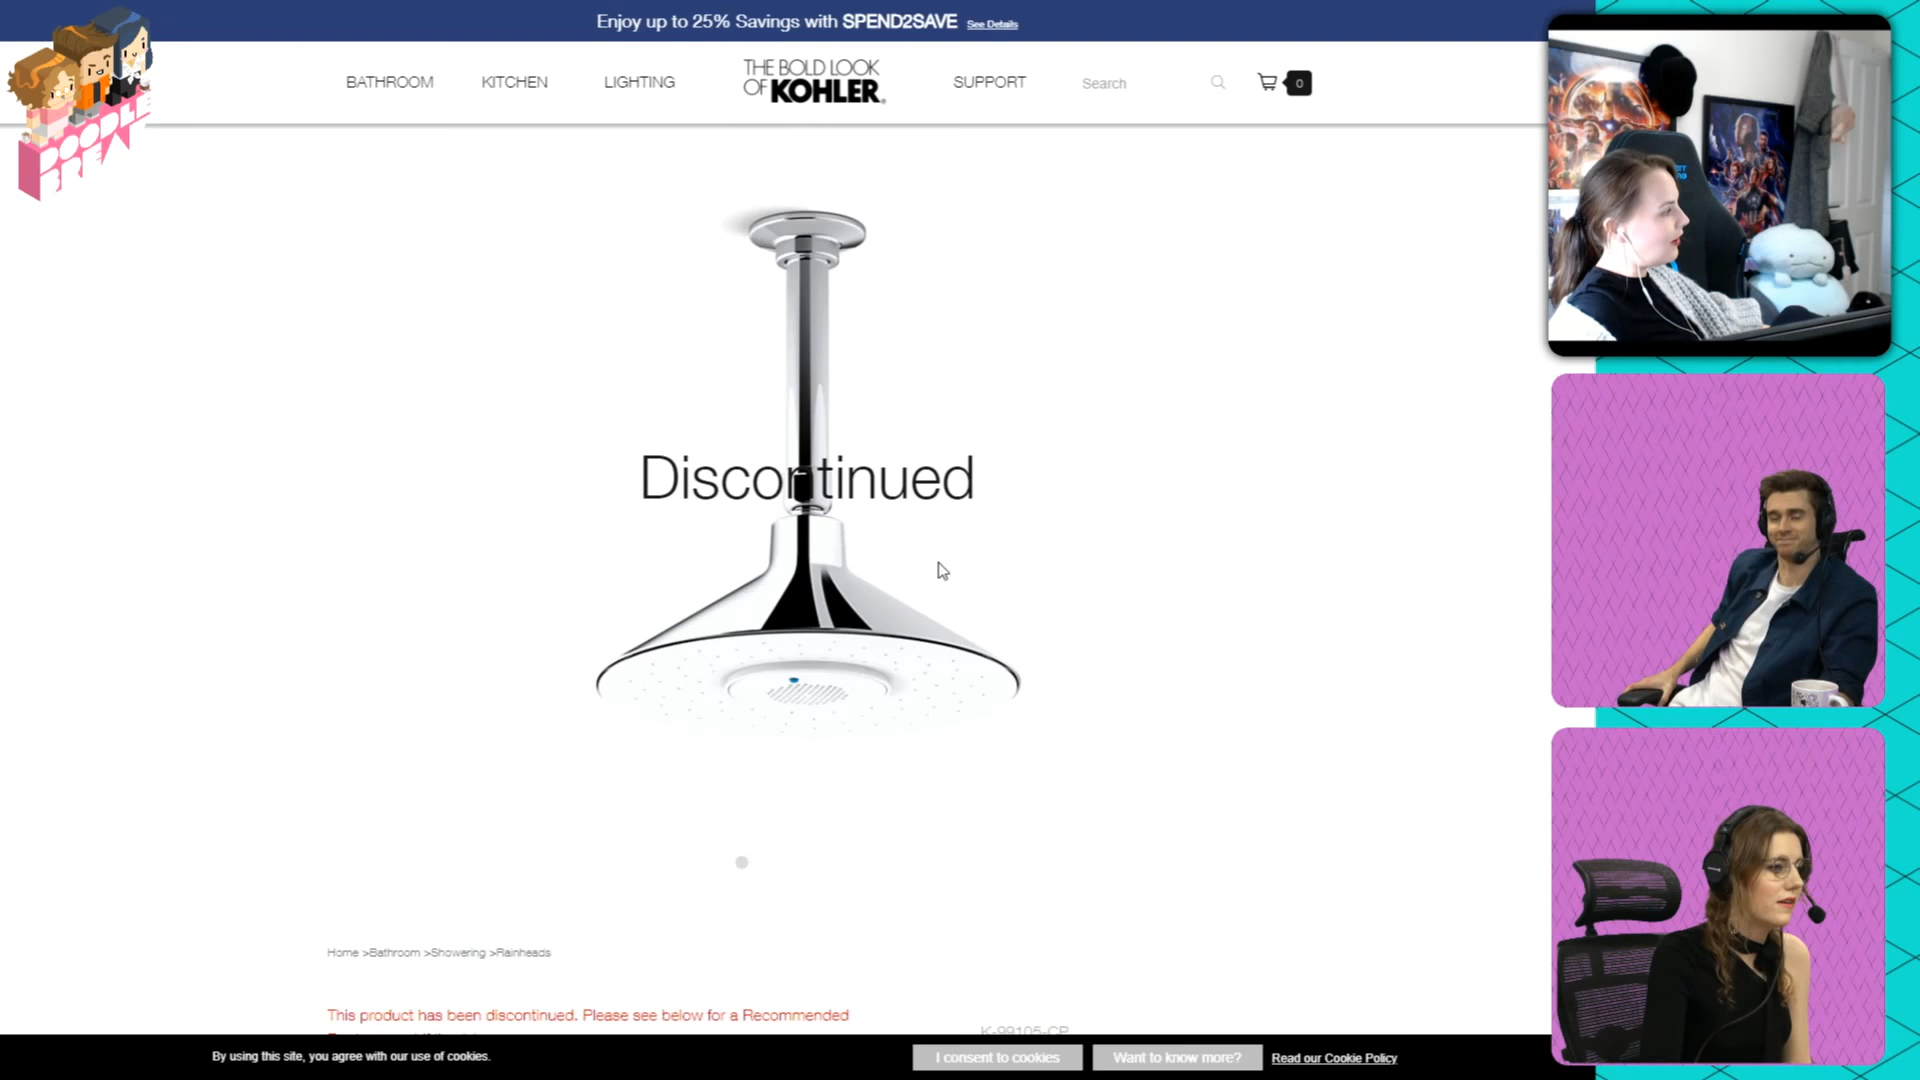 Enjoy up to 25% Savings with SPEND2SAVE See Details
BATHROOM
KITCHEN
LIGHTING
THE BOLD LOOK
OF KOHLER.
SUPPORT
Search
0
Discontinued
Home >Bathroom >Showering >Rainheads
This product has been discontinued. Please see below for a Recommended
K-99105-CP
By using this site, you agree with our use of cookies.
I consent to cookies
Want to know more?
Read our Cookie Policy